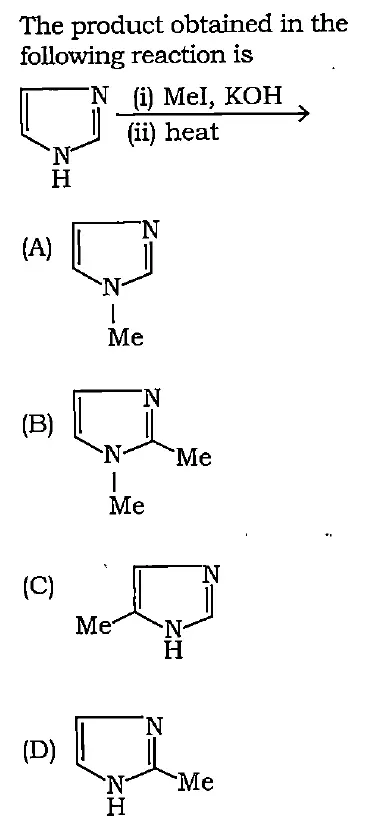 The product obtained in the
following reaction is
N (i) MeI, KOH
(ii) heat
N
H
(A)
N
N
Me
(B)
N
N Me
Me
(C)
N
Me N
H
(D)
N
N Me
H